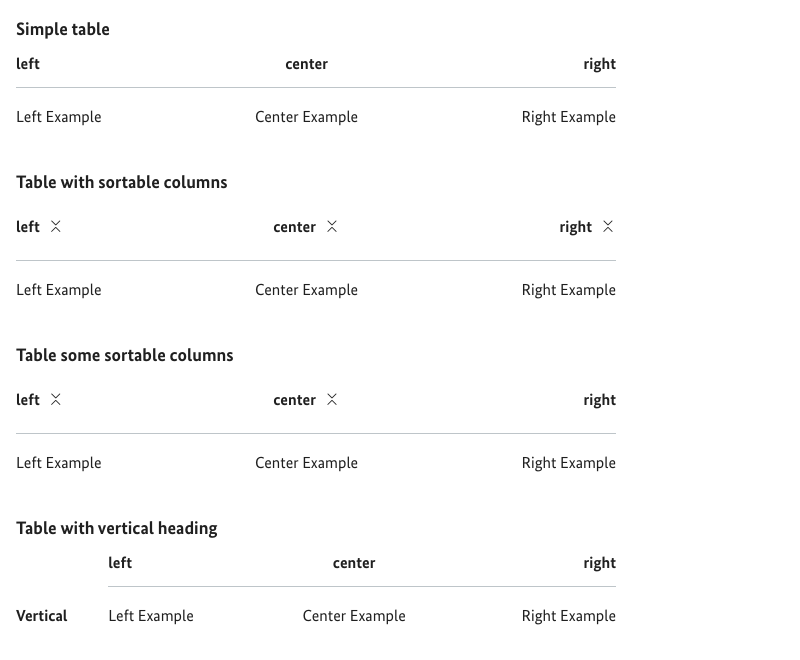 Simple table
left center right
Left Example Center Example Right Example
Table with sortable columns
left center right
Left Example Center Example Right Example
Table some sortable columns
left center right
Left Example Center Example Right Example
Table with vertical heading
left center right
Vertical Left Example Center Example Right Example